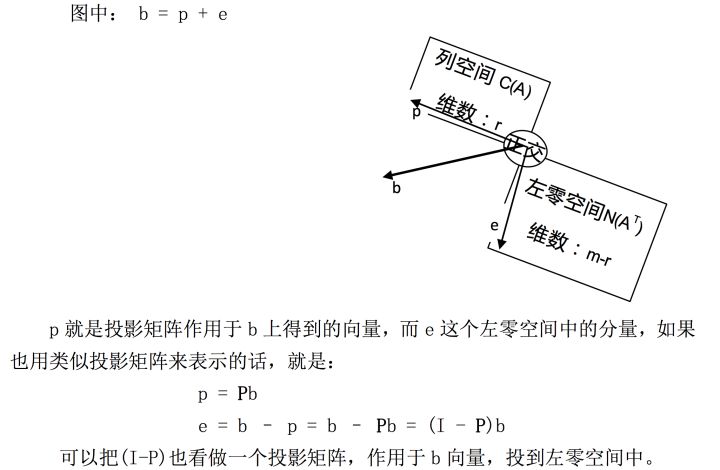 图中： b = p + e
列空间 C(A)
维数：r
p
正交
b
左零空间N(Aᵀ)
e
维数：m-r
p 就是投影矩阵作用于 b 上得到的向量，而 e 这个左零空间中的分量，如果
也用类似投影矩阵来表示的话，就是：
p = Pb
e = b － p = b － Pb = (I － P)b
可以把(I-P)也看做一个投影矩阵，作用于 b 向量，投到左零空间中。